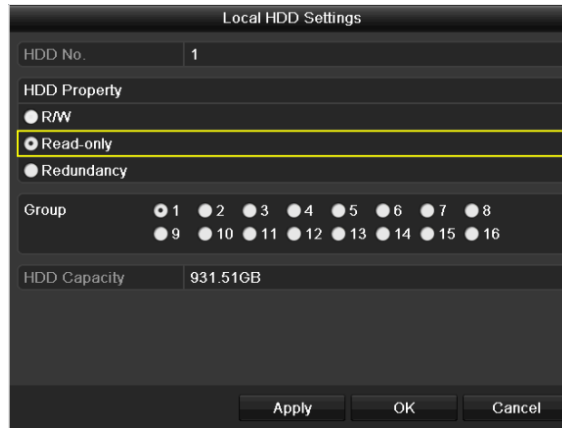 Local HDD Settings
HDD No. 1
HDD Property
R/W
Read-only
Redundancy
Group 1 2 3 4 5 6 7 8
9 10 11 12 13 14 15 16
HDD Capacity 931.51GB
Apply OK Cancel